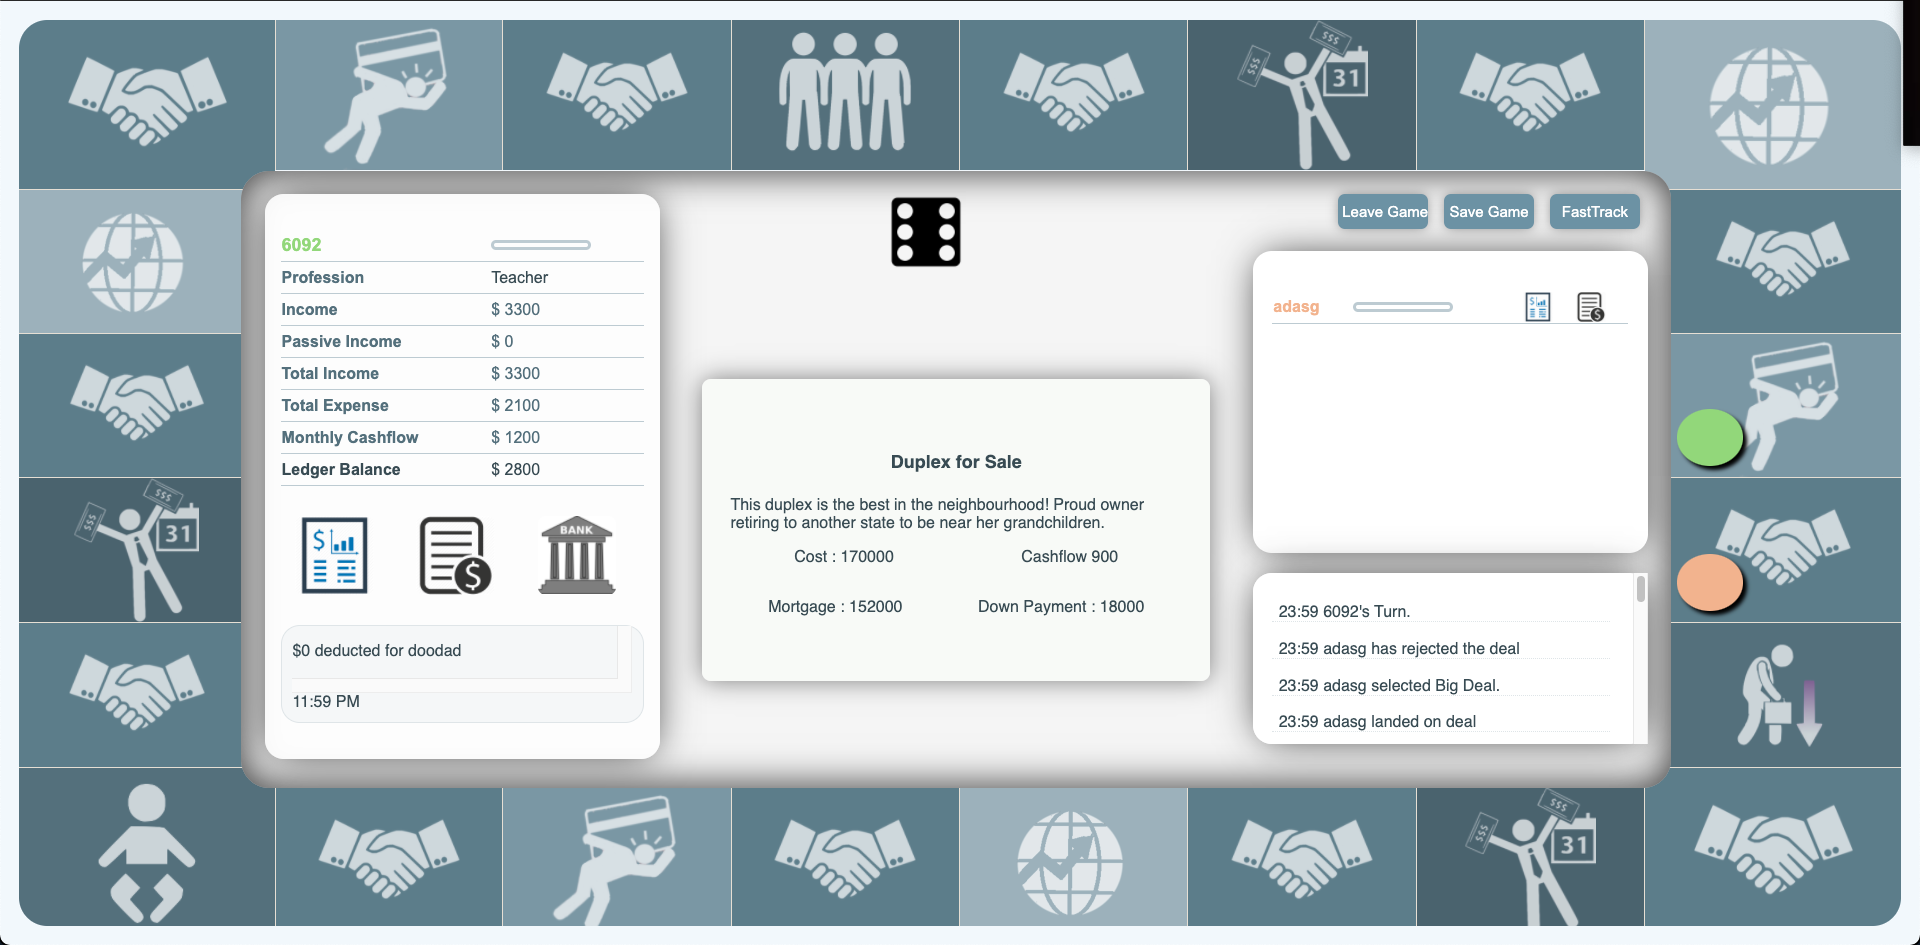 $$$
$$$
31
Leave Game
Save Game
FastTrack
6092
Profession Teacher
Income $ 3300
Passive Income $ 0
Total Income $ 3300
Total Expense $ 2100
Monthly Cashflow $ 1200
Ledger Balance $ 2800
$
$
BANK
$0 deducted for doodad
11:59 PM
Duplex for Sale
This duplex is the best in the neighbourhood! Proud owner
retiring to another state to be near her grandchildren.
Cost : 170000 Cashflow 900
Mortgage : 152000 Down Payment : 18000
adasg
$
$
23:59 6092's Turn.
23:59 adasg has rejected the deal
23:59 adasg selected Big Deal.
23:59 adasg landed on deal
$$$
$$$
31
$$$
$$$
31